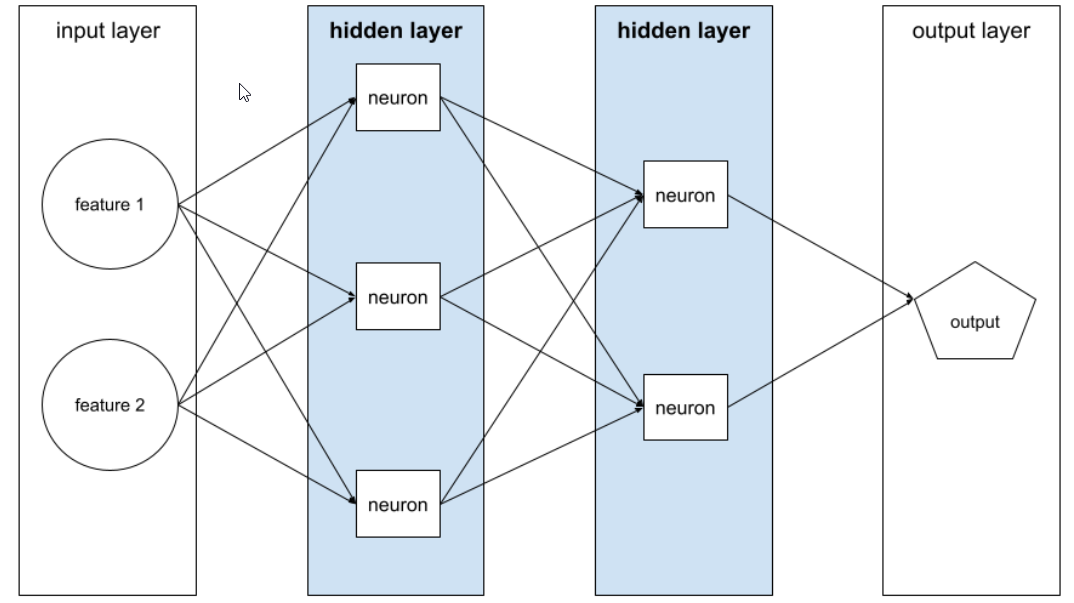 input layer
hidden layer
hidden layer
output layer
neuron
neuron
feature 1
neuron
output
feature 2
neuron
neuron